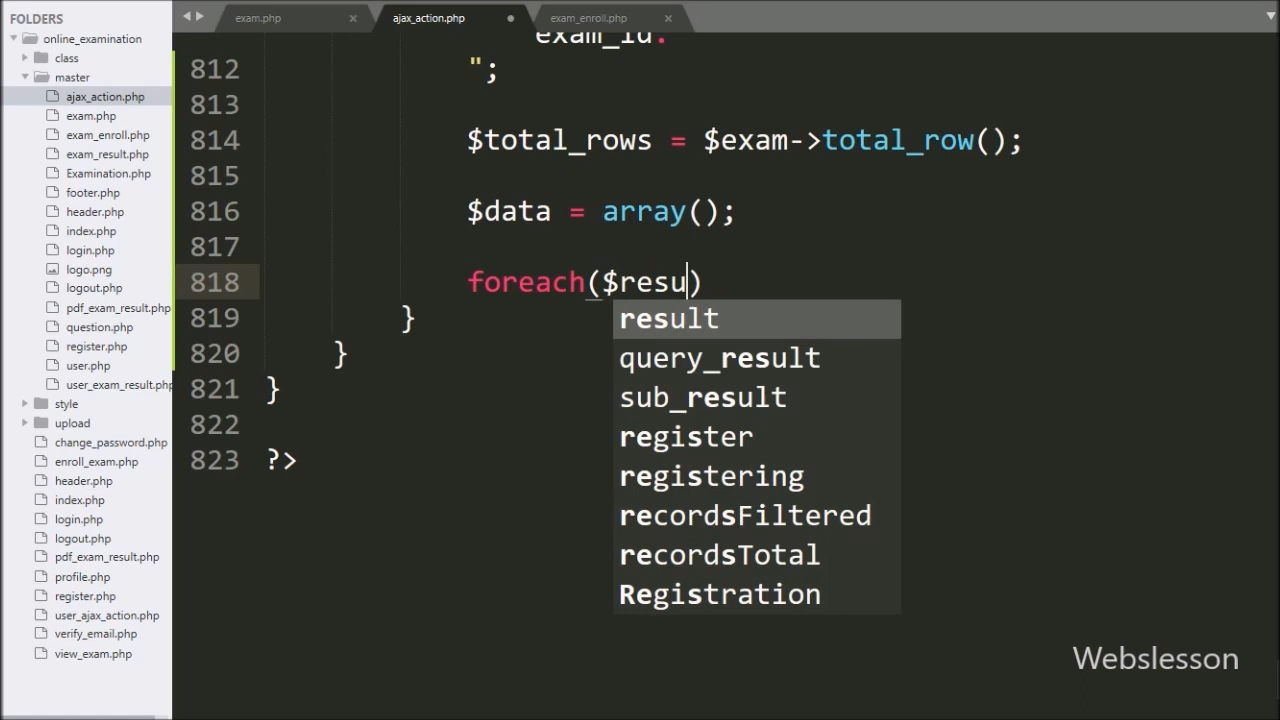 FOLDERS
online_examination
class
master
ajax_action.php
exam.php
exam_enroll.php
exam_result.php
Examination.php
footer.php
header.php
index.php
login.php
logo.png
logout.php
pdf_exam_result.php
question.php
register.php
user.php
user_exam_result.php
style
upload
change_password.php
enroll_exam.php
header.php
index.php
login.php
logout.php
pdf_exam_result.php
profile.php
register.php
user_ajax_action.php
verify_email.php
view_exam.php
exam.php × ajax_action.php exam_enroll.php ×
exam_id.
812 ";
813
814 $total_rows = $exam->total_row();
815
816 $data = array();
817
818 foreach($resu)
819 }
820 }
821 }
822
823 ?>
result
query_result
sub_result
register
registering
recordsFiltered
recordsTotal
Registration
Webslesson